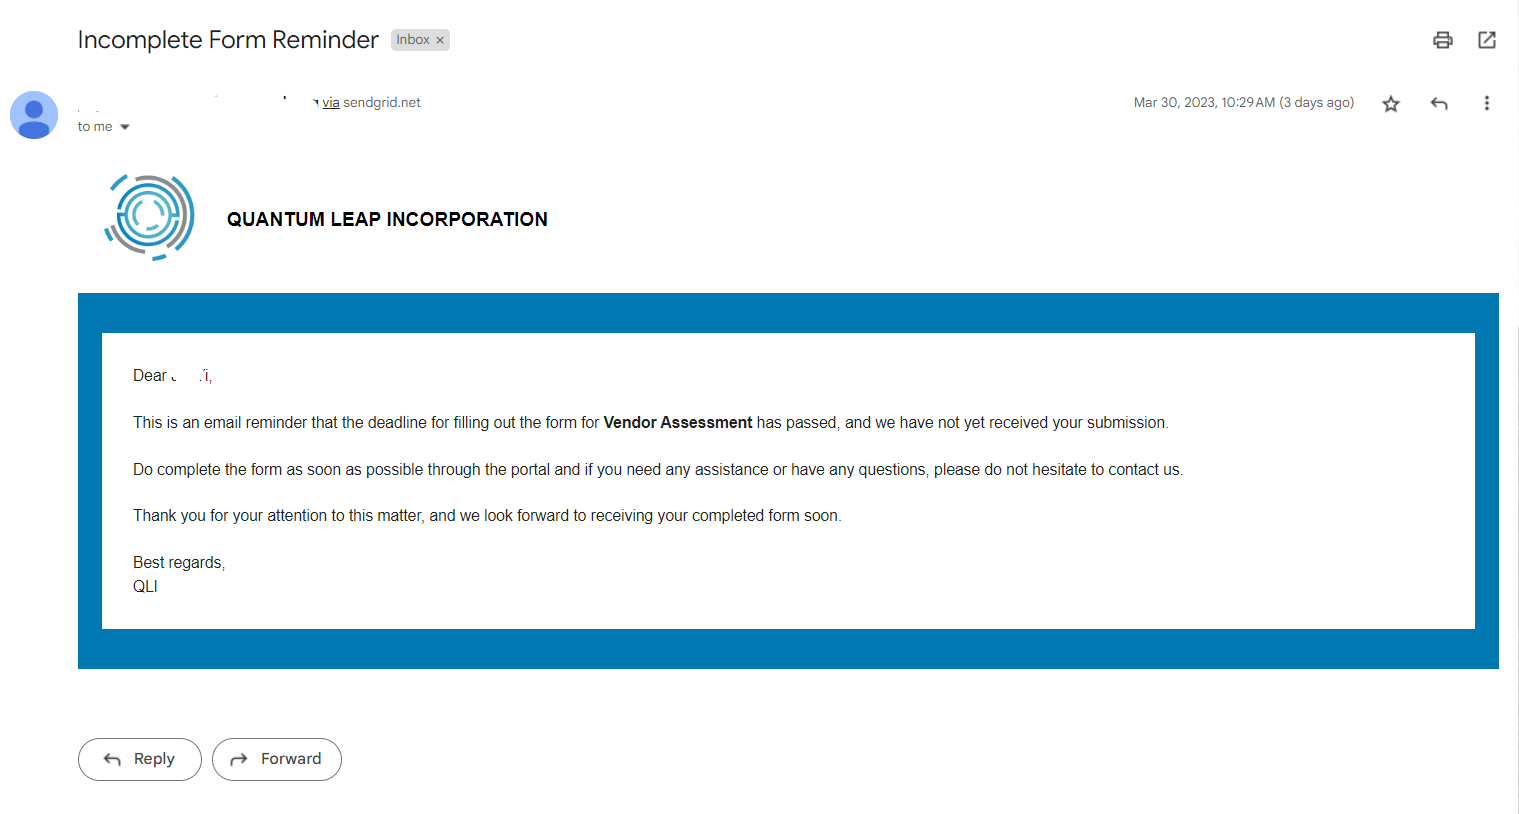 Incomplete Form Reminder Inbox ×
via sendgrid.net Mar 30, 2023, 10:29 AM (3 days ago)
to me
QUANTUM LEAP INCORPORATION
Dear
This is an email reminder that the deadline for filling out the form for Vendor Assessment has passed, and we have not yet received your submission.
Do complete the form as soon as possible through the portal and if you need any assistance or have any questions, please do not hesitate to contact us.
Thank you for your attention to this matter, and we look forward to receiving your completed form soon.
Best regards,
QLI
Reply Forward